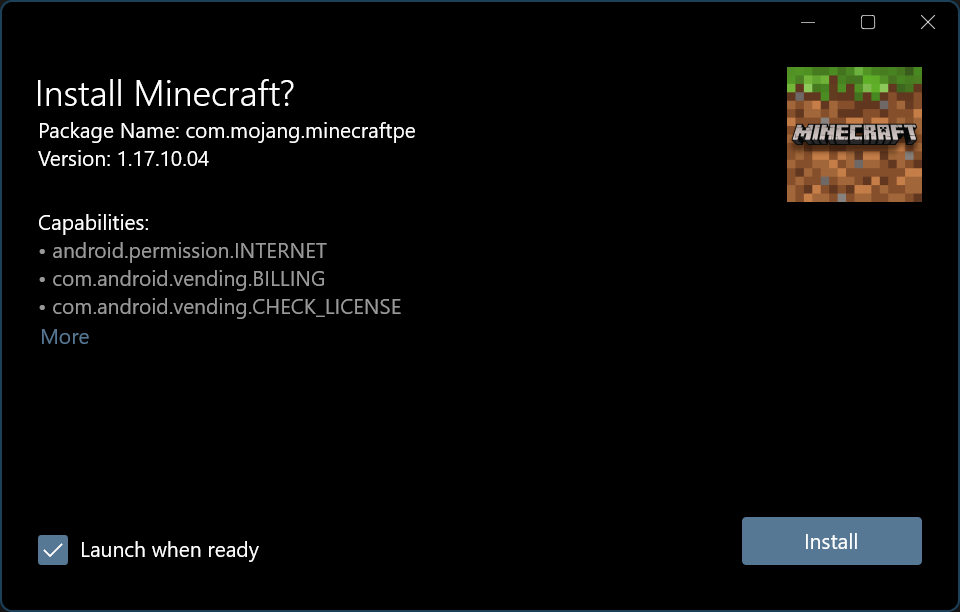 Install Minecraft?
Package Name: com.mojang.minecraftpe
Version: 1.17.10.04
MINECRAFT
Capabilities:
• android.permission.INTERNET
• com.android.vending.BILLING
• com.android.vending.CHECK_LICENSE
More
Launch when ready
Install